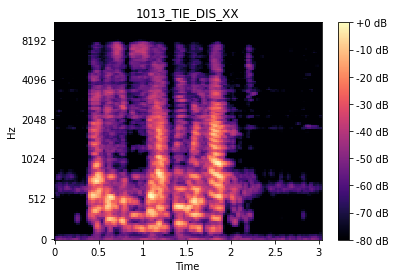 1013_TIE_DIS_XX
+0 dB
8192
-10 dB
4096
-20 dB
-30 dB
2048
Hz
-40 dB
1024
-50 dB
512
-60 dB
-70 dB
0
-80 dB
0 0.5 1 1.5 2 2.5 3
Time